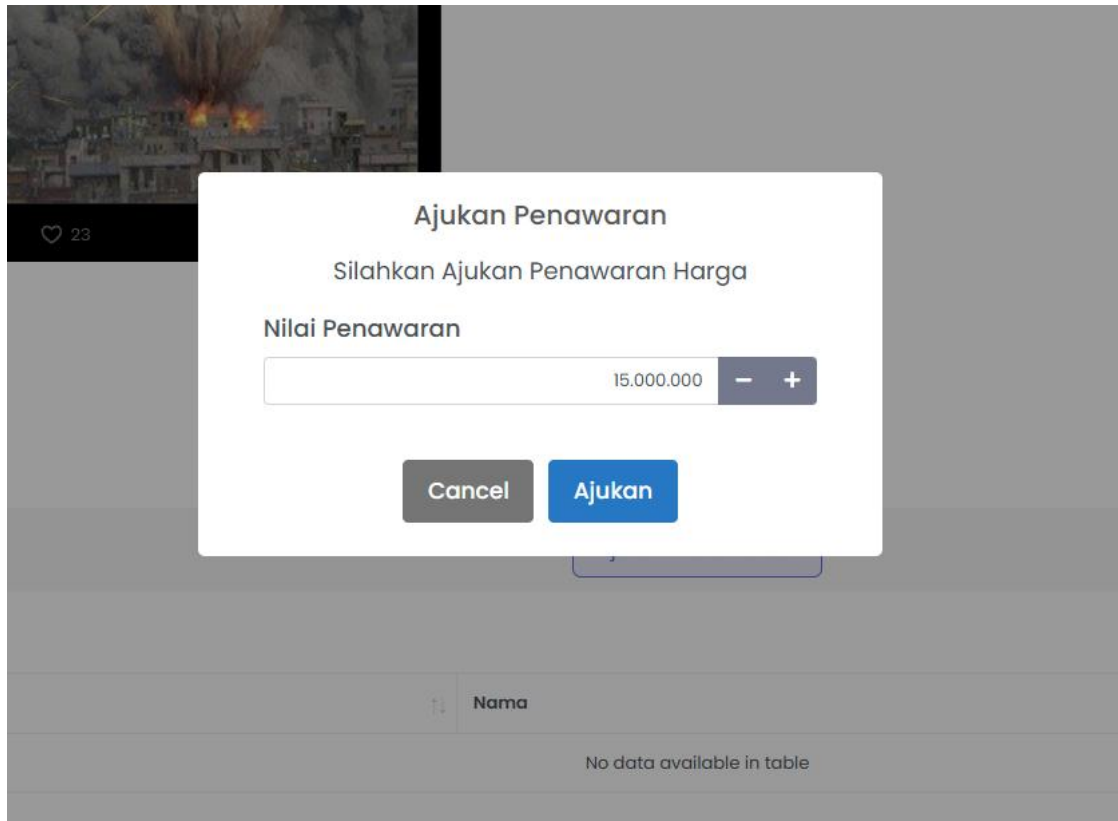 23
Ajukan Penawaran
Silahkan Ajukan Penawaran Harga
Nilai Penawaran
15.000.000 − +
Cancel Ajukan
Nama
No data available in table